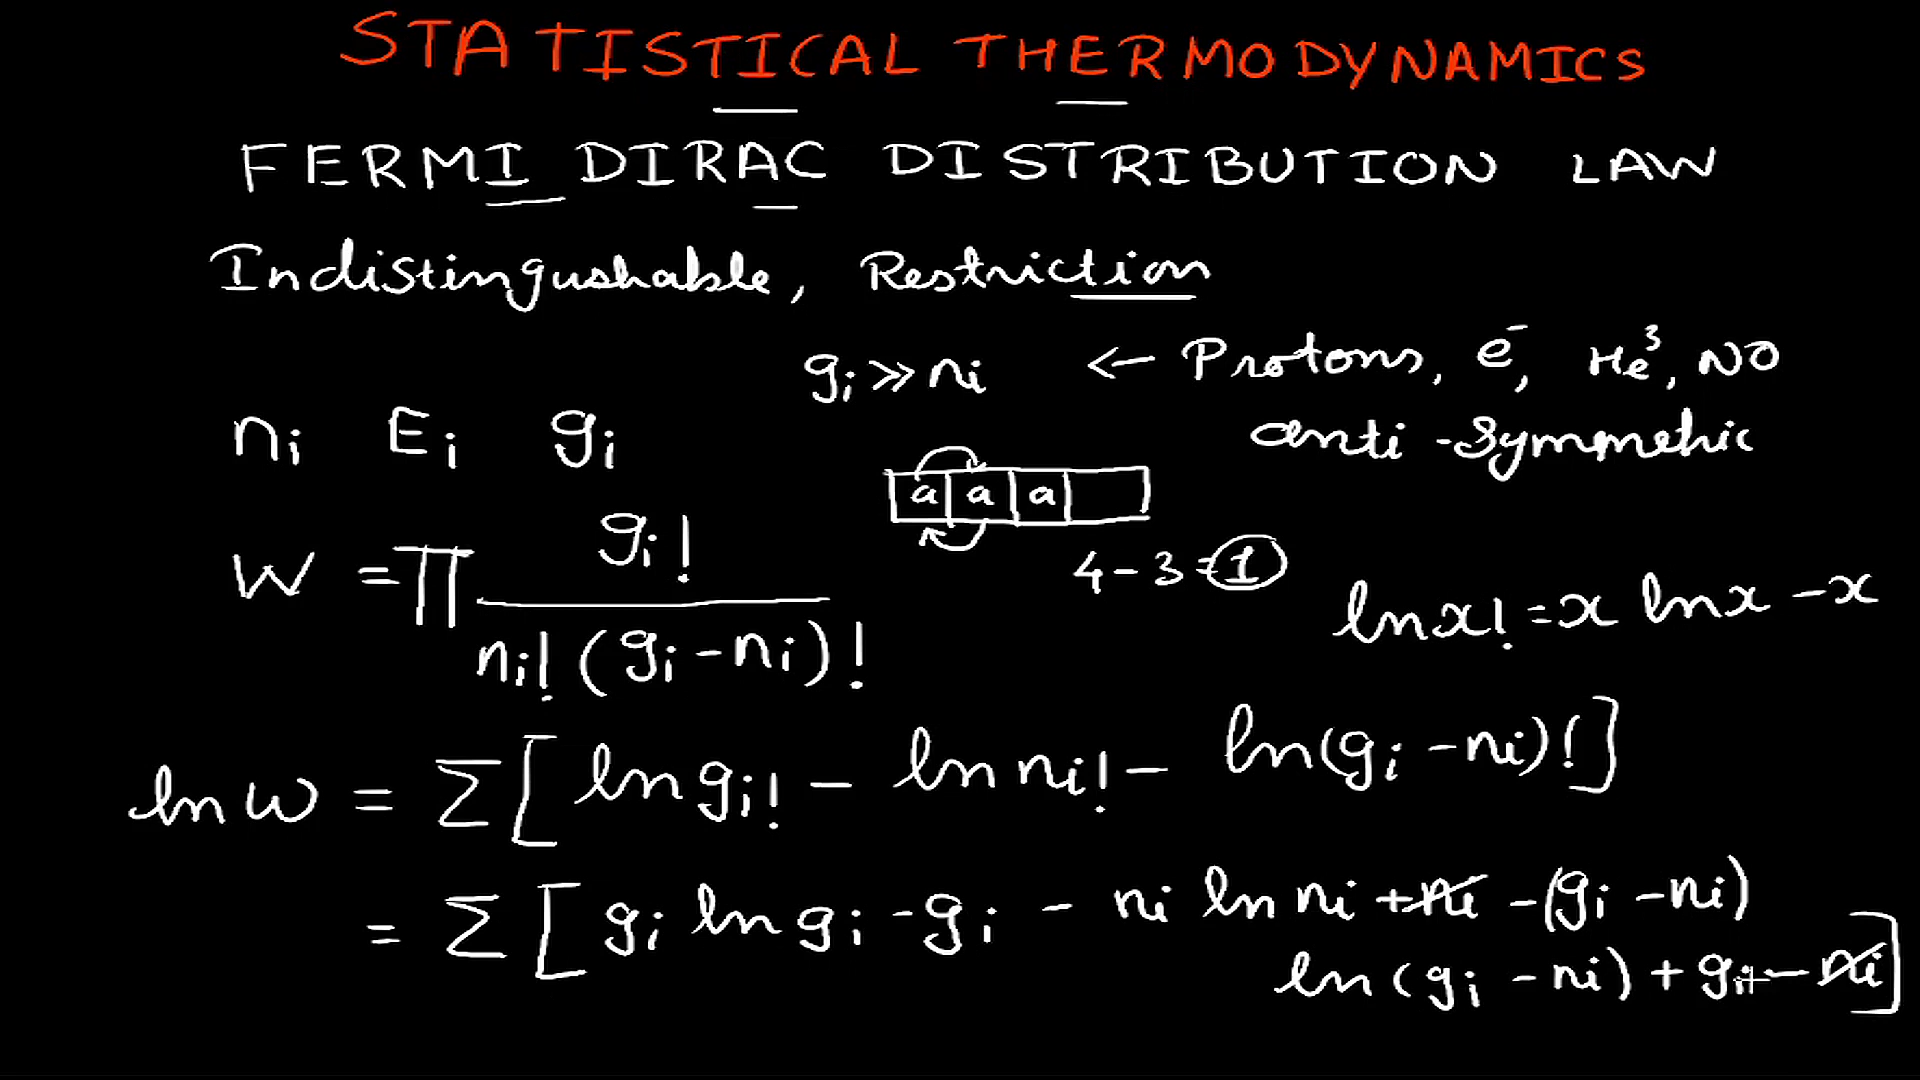 STATISTICAL THERMODYNAMICS
FERMI DIRAC DISTRIBUTION LAW
Indistingushable, Restriction
gᵢ >> nᵢ ← Protons, e⁻, He³, NO
anti-symmetric
nᵢ Eᵢ gᵢ
a a a
4-3=1
W = ∏ gᵢ! / nᵢ! (gᵢ-nᵢ)!
ln x! = x ln x - x
ln W = Σ [ ln gᵢ! - ln nᵢ! - ln(gᵢ-nᵢ)! ]
= Σ [ gᵢ ln gᵢ - gᵢ - nᵢ ln nᵢ + nᵢ - (gᵢ-nᵢ)
ln(gᵢ-nᵢ) + gᵢ - nᵢ ]